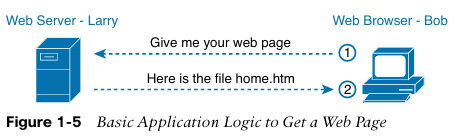 Web Server - Larry
Web Browser - Bob
Give me your web page
1
Here is the file home.htm
2
Figure 1-5 Basic Application Logic to Get a Web Page